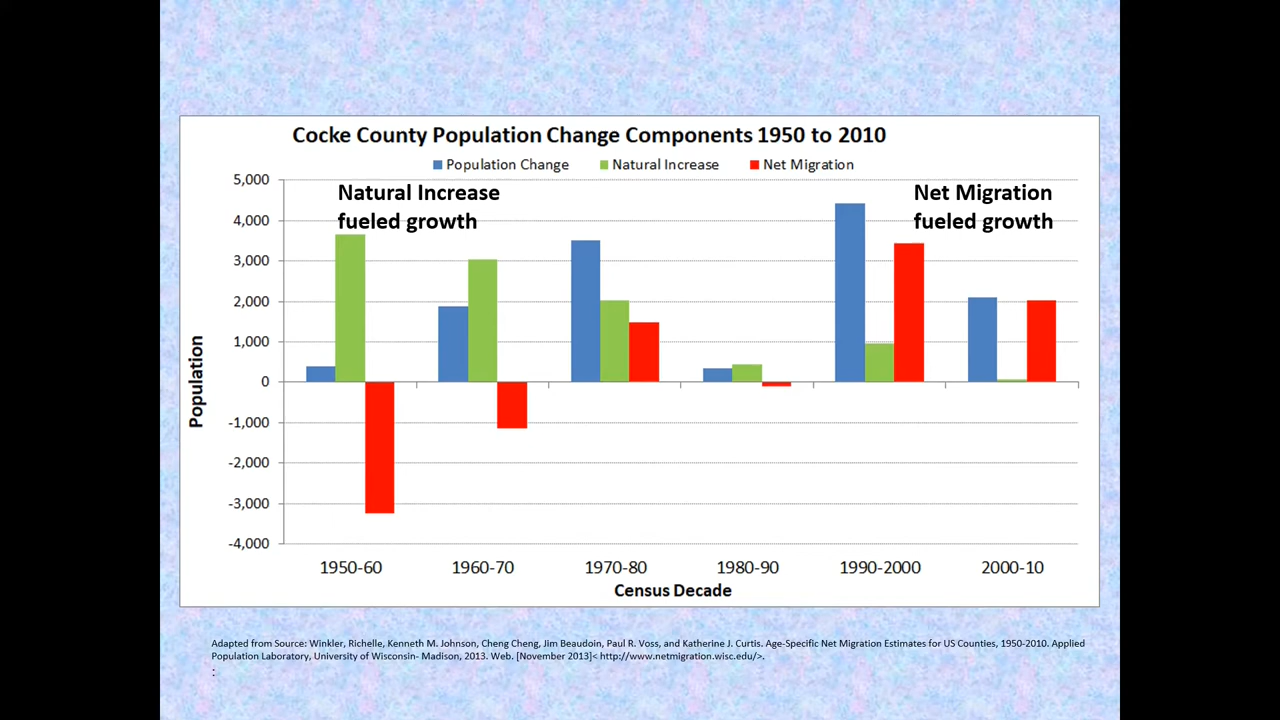 Cocke County Population Change Components 1950 to 2010
Population Change Natural Increase Net Migration
Natural Increase
fueled growth
Net Migration
fueled growth
5,000
4,000
3,000
2,000
1,000
0
-1,000
-2,000
-3,000
-4,000
Population
1950-60 1960-70 1970-80 1980-90 1990-2000 2000-10
Census Decade
Adapted from Source: Winkler, Richelle, Kenneth M. Johnson, Cheng Cheng, Jim Beaudoin, Paul R. Voss, and Katherine J. Curtis. Age-Specific Net Migration Estimates for US Counties, 1950-2010. Applied
Population Laboratory, University of Wisconsin- Madison, 2013. Web. [November 2013]< http://www.netmigration.wisc.edu/>.
: